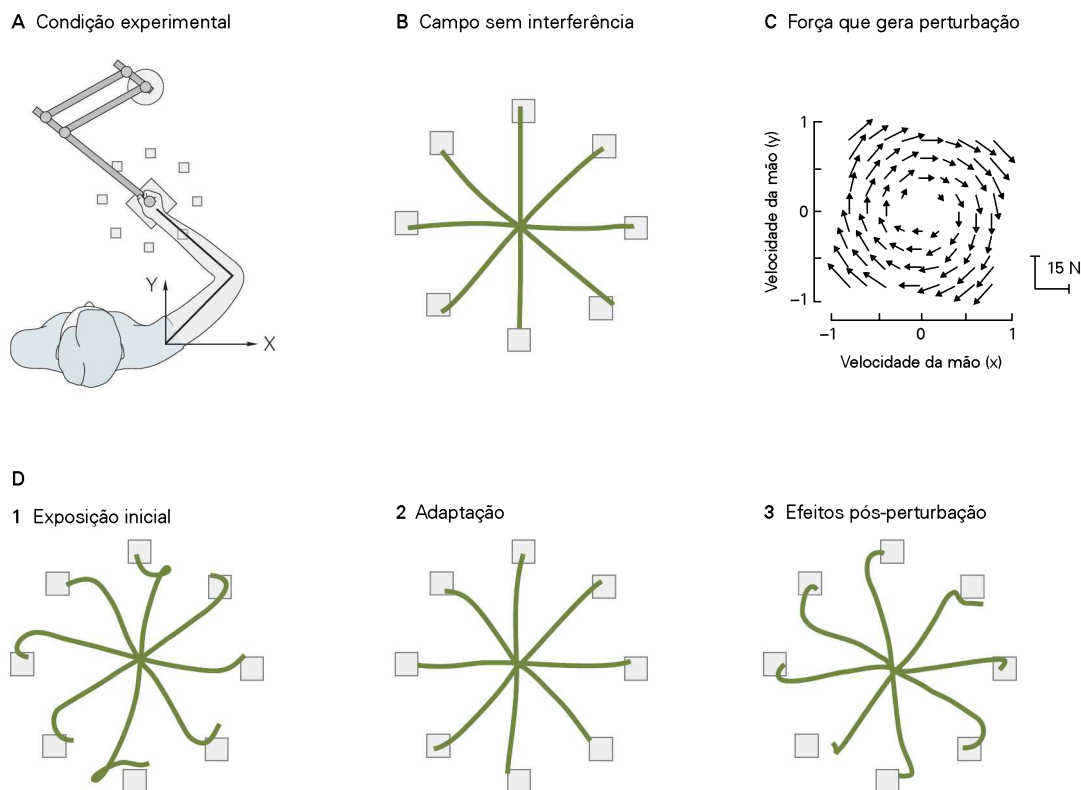 A Condição experimental
B Campo sem interferência
C Força que gera perturbação
Y
X
Velocidade da mão (y)
1
0
−1
−1
0
1
Velocidade da mão (x)
15 N
D
1 Exposição inicial
2 Adaptação
3 Efeitos pós-perturbação